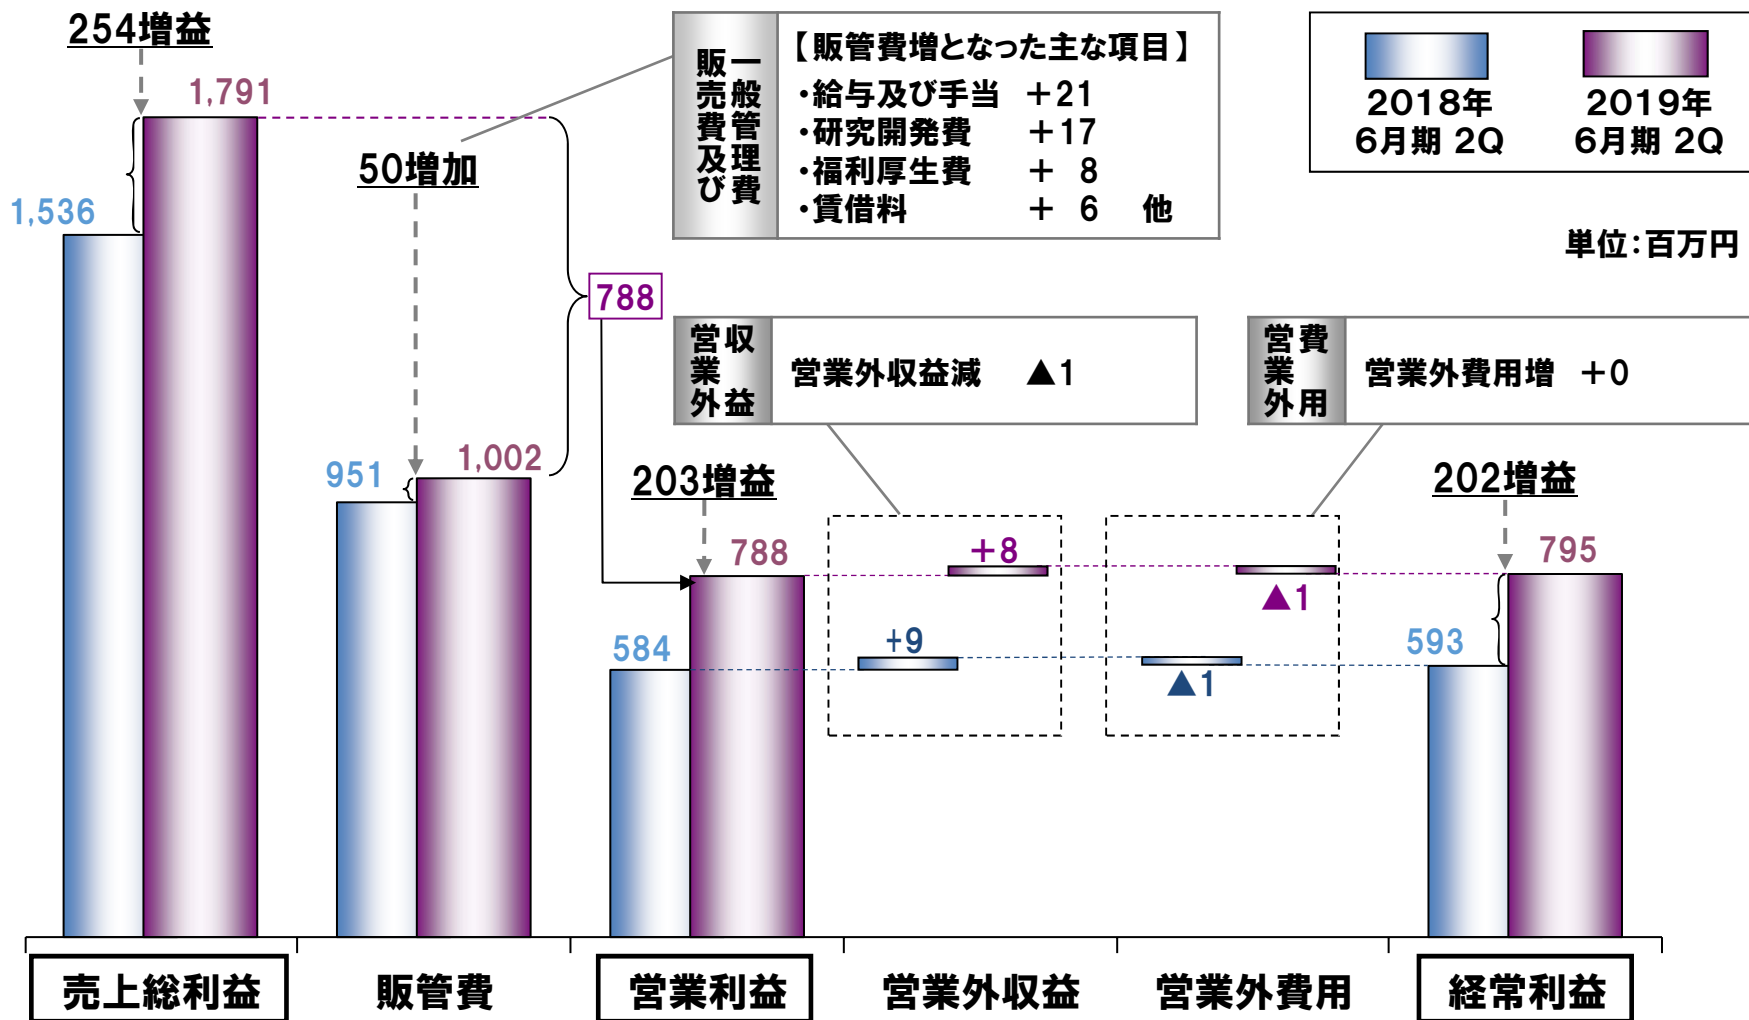 254増益
1,791
1,536
50増加
951
1,002
販売費及び
一般管理費
【販管費増となった主な項目】
・給与及び手当 +21
・研究開発費 +17
・福利厚生費 + 8
・賃借料 + 6 他
2018年
6月期 2Q
2019年
6月期 2Q
単位:百万円
788
営業外
収益
営業外収益減 ▲1
営業外
費用
営業外費用増 +0
203増益
788
584
+8
+9
▲1
▲1
202増益
795
593
売上総利益
販管費
営業利益
営業外収益
営業外費用
経常利益